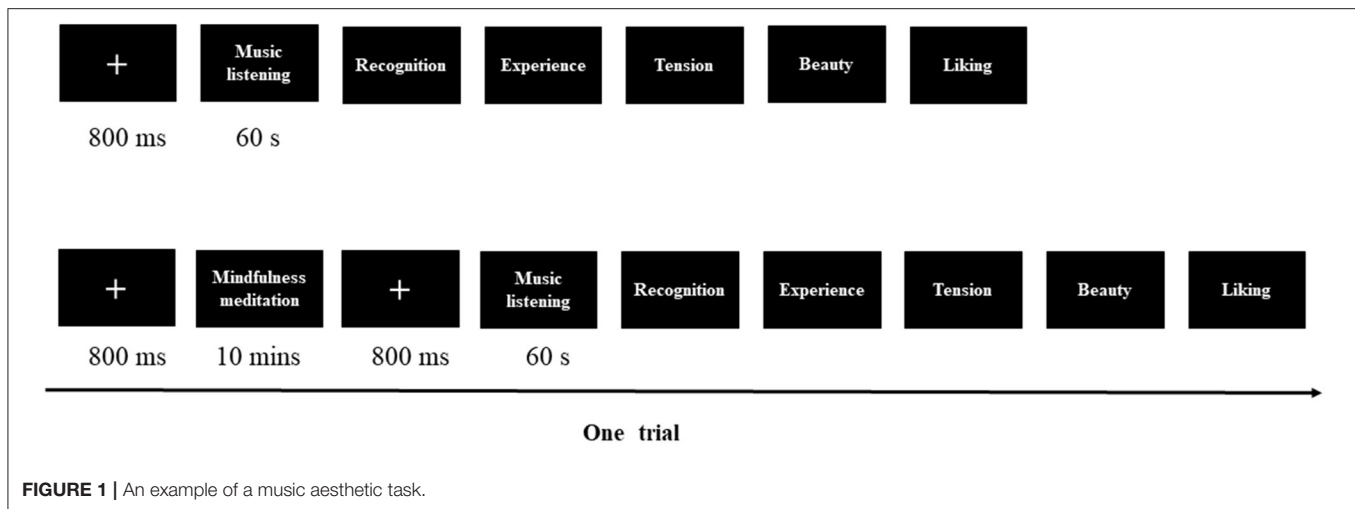 +
Music
listening
Recognition
Experience
Tension
Beauty
Liking
800 ms
60 s
+
Mindfulness
meditation
+
Music
listening
Recognition
Experience
Tension
Beauty
Liking
800 ms
10 mins
800 ms
60 s
One trial
FIGURE 1 | An example of a music aesthetic task.